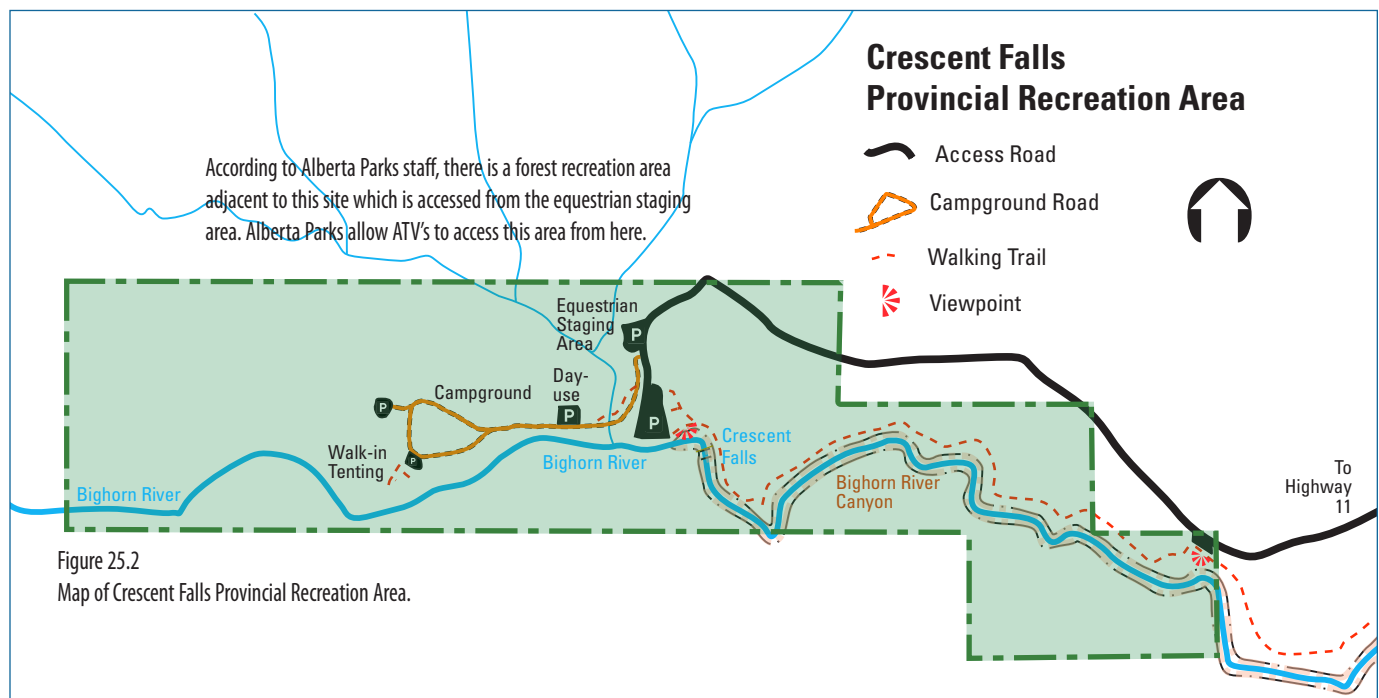 Crescent Falls
Provincial Recreation Area
Access Road
Campground Road
Walking Trail
Viewpoint
According to Alberta Parks staff, there is a forest recreation area
adjacent to this site which is accessed from the equestrian staging
area. Alberta Parks allow ATV's to access this area from here.
Equestrian
Staging
Area
P
Day-
use
P
P
Campground
P
Walk-in
Tenting
P
Bighorn River
Bighorn River
Crescent
Falls
Bighorn River
Canyon
To
Highway
11
Figure 25.2
Map of Crescent Falls Provincial Recreation Area.